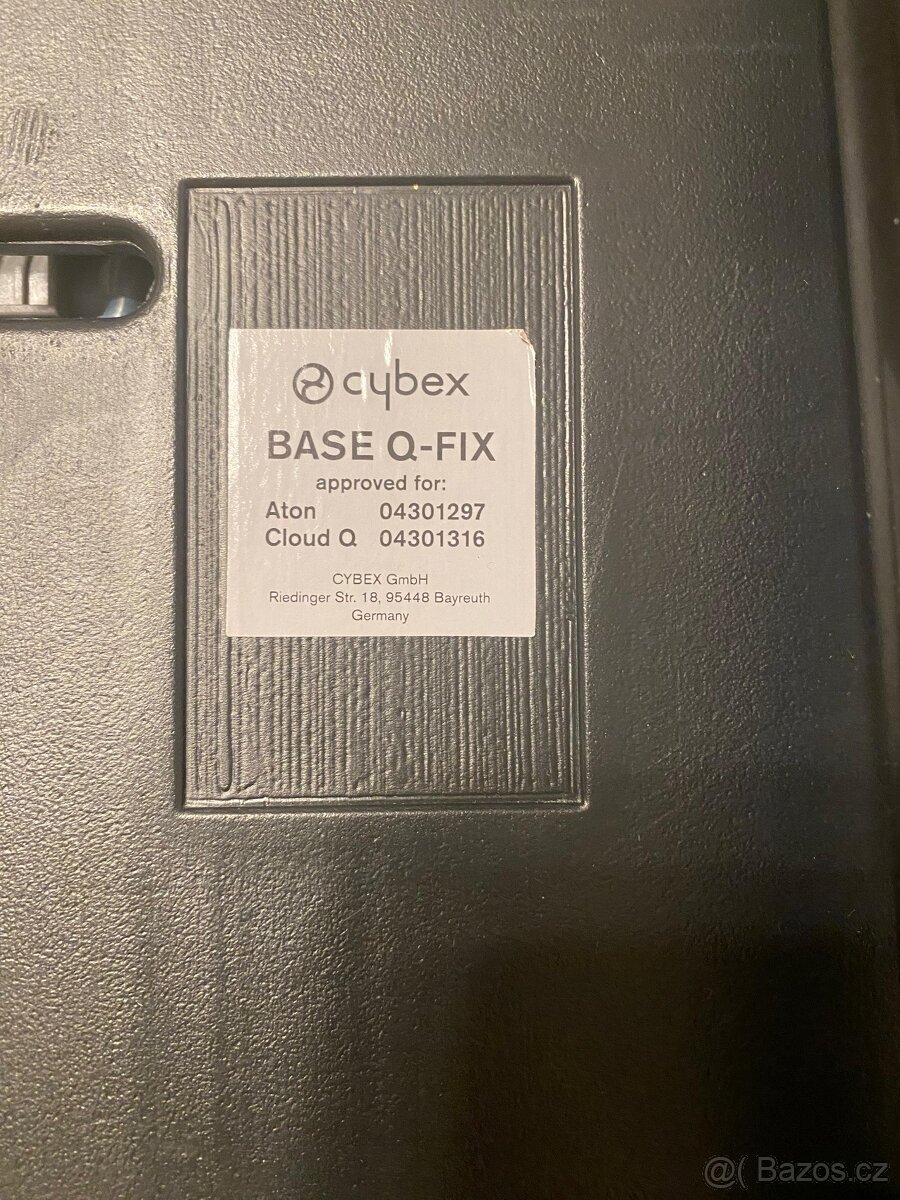 cybex
BASE Q-FIX
approved for:
Aton 04301297
Cloud Q 04301316
CYBEX GmbH
Riedinger Str. 18, 95448 Bayreuth
Germany
@( Bazos.cz